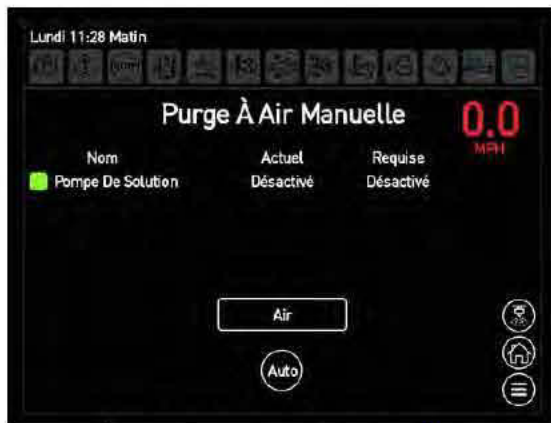 Lundi 11:28 Matin
Purge À Air Manuelle
0.0
MPH
Nom Actuel Requise
Pompe De Solution Désactivé Désactivé
Air
Auto